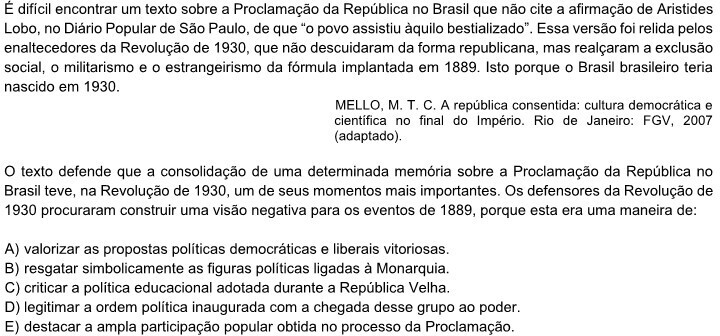 É difícil encontrar um texto sobre a Proclamação da República no Brasil que não cite a afirmação de Aristides
Lobo, no Diário Popular de São Paulo, de que “o povo assistiu àquilo bestializado”. Essa versão foi relida pelos
enaltecedores da Revolução de 1930, que não descuidaram da forma republicana, mas realçaram a exclusão
social, o militarismo e o estrangeirismo da fórmula implantada em 1889. Isto porque o Brasil brasileiro teria
nascido em 1930.
MELLO, M. T. C. A república consentida: cultura democrática e
científica no final do Império. Rio de Janeiro: FGV, 2007
(adaptado).
O texto defende que a consolidação de uma determinada memória sobre a Proclamação da República no
Brasil teve, na Revolução de 1930, um de seus momentos mais importantes. Os defensores da Revolução de
1930 procuraram construir uma visão negativa para os eventos de 1889, porque esta era uma maneira de:
A) valorizar as propostas políticas democráticas e liberais vitoriosas.
B) resgatar simbolicamente as figuras políticas ligadas à Monarquia.
C) criticar a política educacional adotada durante a República Velha.
D) legitimar a ordem política inaugurada com a chegada desse grupo ao poder.
E) destacar a ampla participação popular obtida no processo da Proclamação.